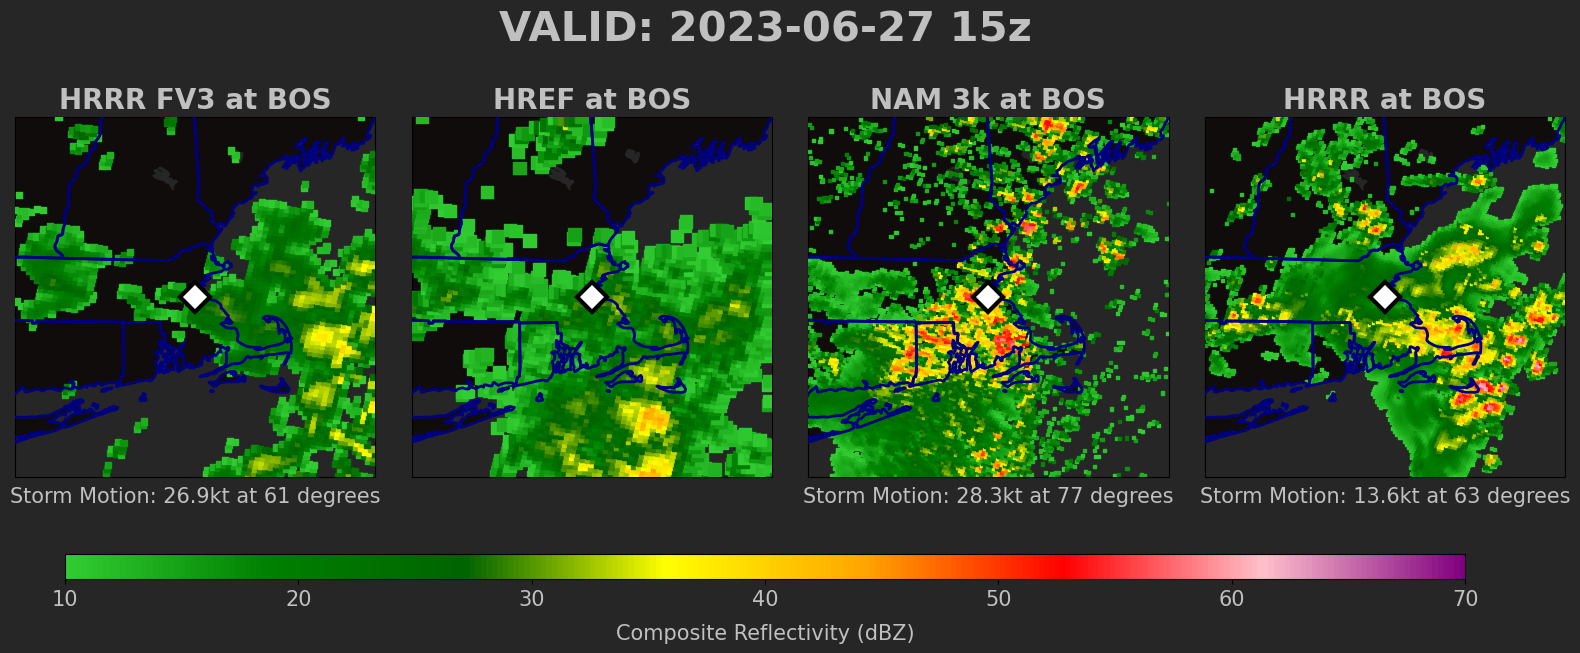 VALID: 2023-06-27 15z
HRRR FV3 at BOS
HREF at BOS
NAM 3k at BOS
HRRR at BOS
Storm Motion: 26.9kt at 61 degrees
Storm Motion: 28.3kt at 77 degrees
Storm Motion: 13.6kt at 63 degrees
10 20 30 40 50 60 70
Composite Reflectivity (dBZ)